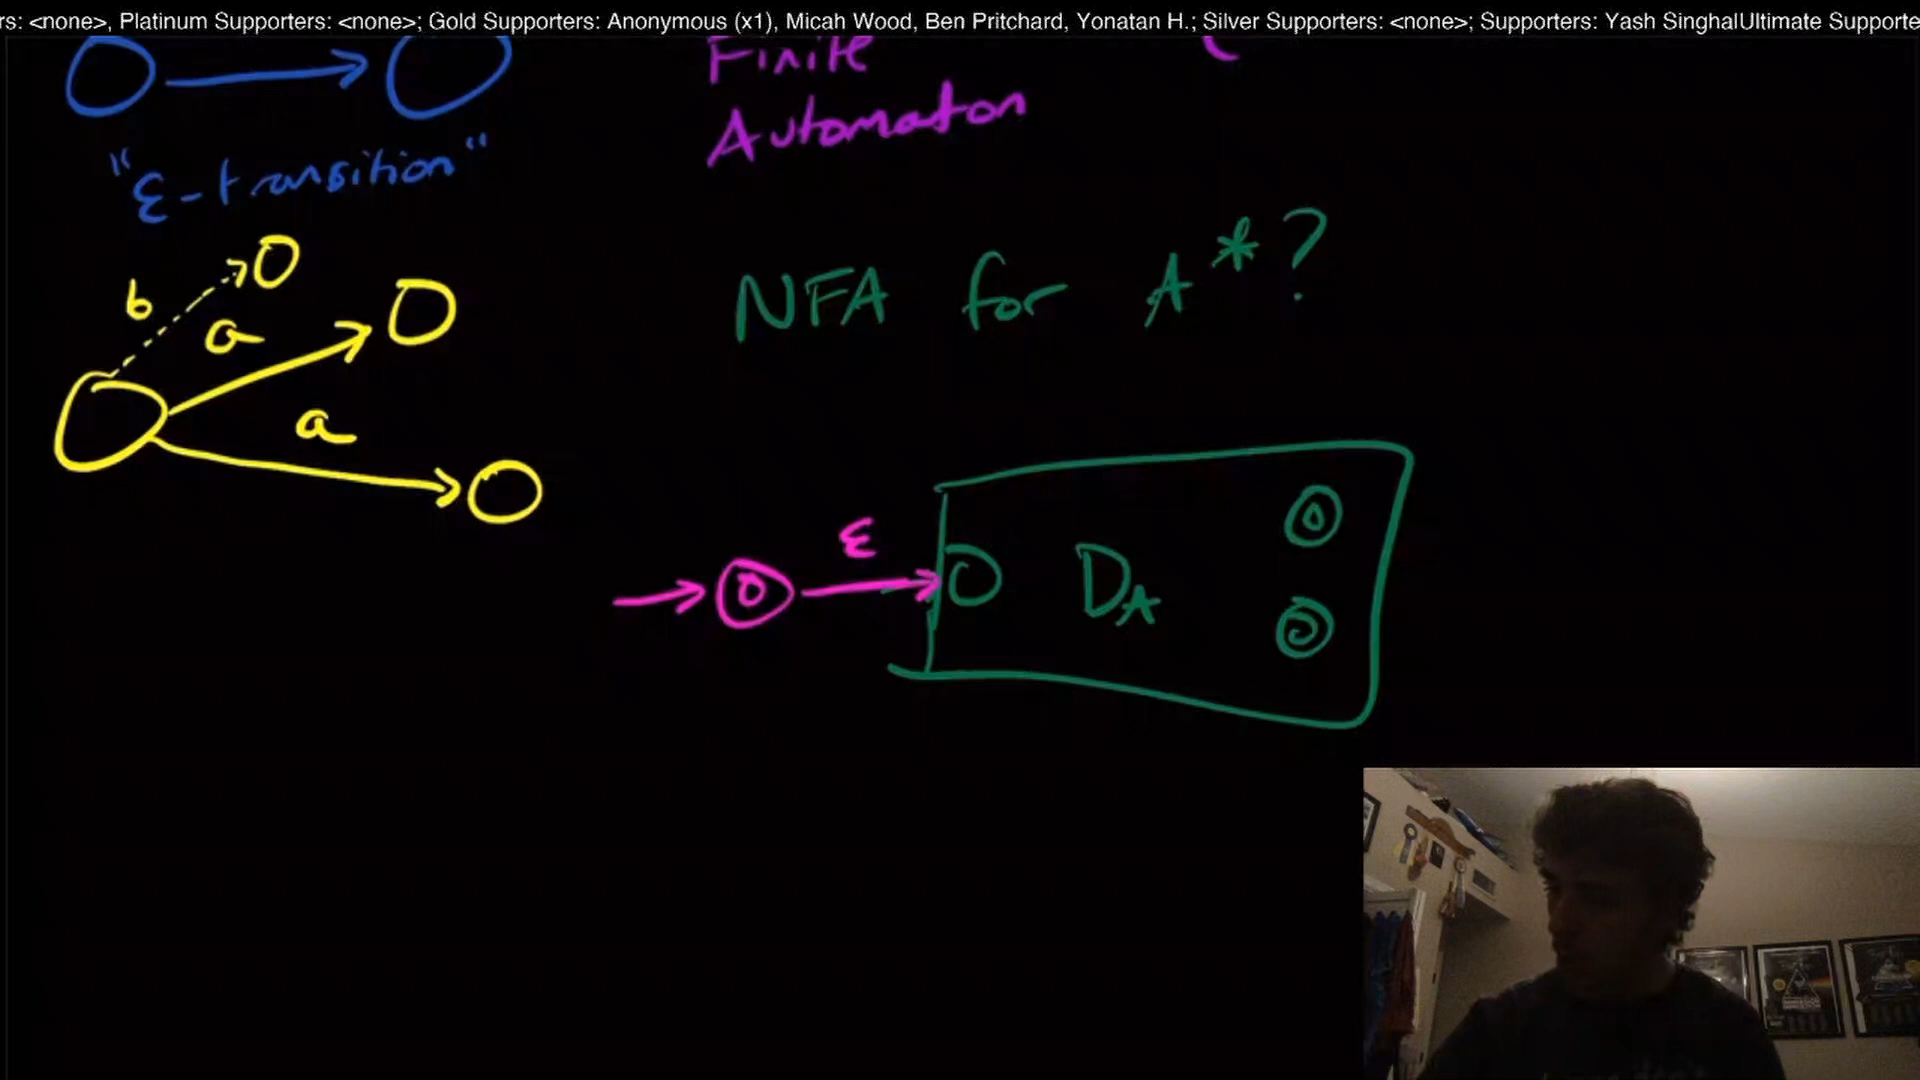 rs: <none>, Platinum Supporters: <none>; Gold Supporters: Anonymous (x1), Micah Wood, Ben Pritchard, Yonatan H.; Silver Supporters: <none>; Supporters: Yash SinghalUltimate Supporte
Finite
Automaton
"ε-transition"
NFA for A*?
b
a
a
ε
D_A